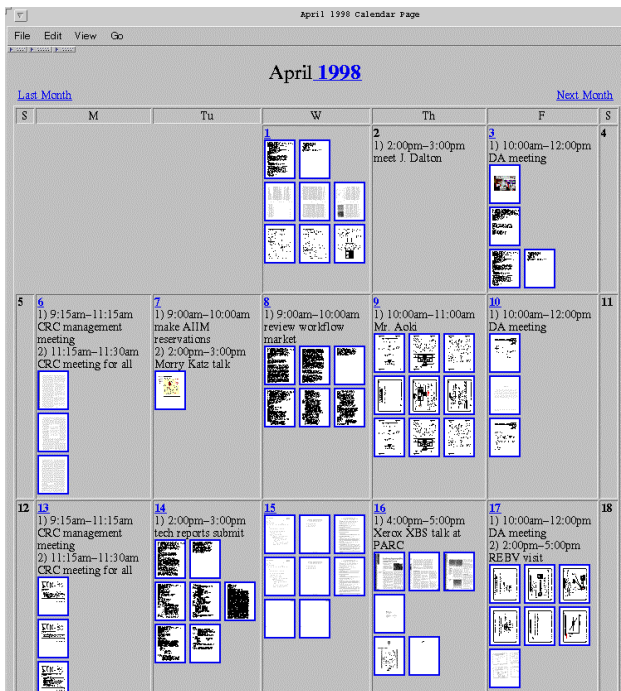 April 1998 Calendar Page
File Edit View Go
April 1998
Last Month Next Month
S M Tu W Th F S
1
2
1) 2:00pm–3:00pm
meet J. Dalton
3
1) 10:00am–12:00pm
DA meeting
4
5
6
1) 9:15am–11:15am
CRC management
meeting
2) 11:15am–11:30am
CRC meeting for all
7
1) 9:00am–10:00am
make AIIM
reservations
2) 2:00pm–3:00pm
Morry Katz talk
8
1) 9:00am–10:00am
review workflow
market
9
1) 10:00am–11:00am
Mr. Aoki
10
1) 10:00am–12:00pm
DA meeting
11
12
13
1) 9:15am–11:15am
CRC management
meeting
2) 11:15am–11:30am
CRC meeting for all
14
1) 2:00pm–3:00pm
tech reports submit
15
16
1) 4:00pm–5:00pm
Xerox XBS talk at
PARC
17
1) 10:00am–12:00pm
DA meeting
2) 2:00pm–5:00pm
REBV visit
18